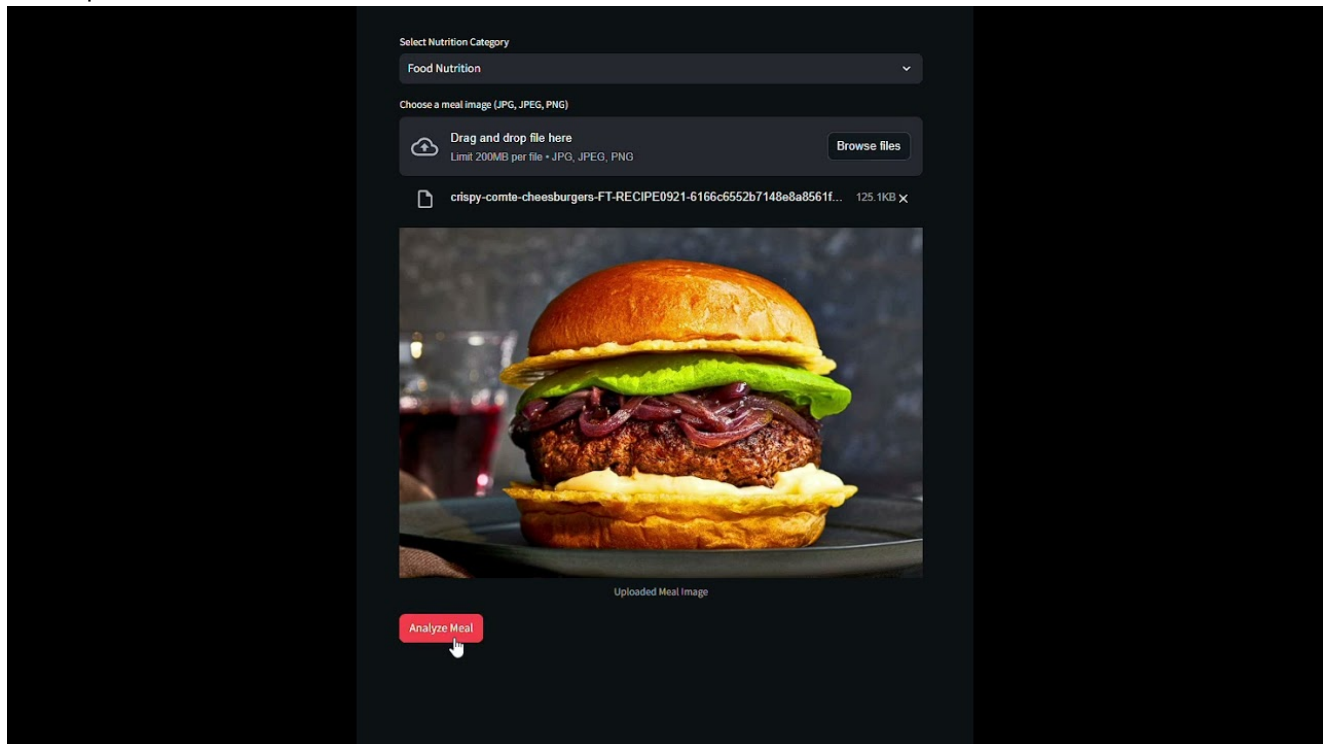 Select Nutrition Category
Food Nutrition
Choose a meal image (JPG, JPEG, PNG)
Drag and drop file here
Limit 200MB per file • JPG, JPEG, PNG
Browse files
crispy-comte-cheesburgers-FT-RECIPE0921-6166c6552b7148e8a8561f... 125.1KB
Uploaded Meal Image
Analyze Meal